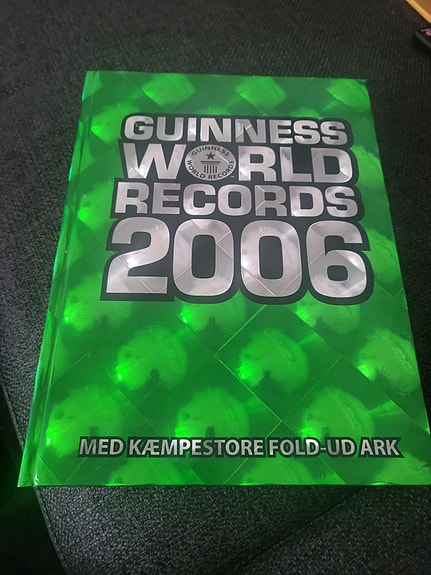 GUINNESS
WORLD
GUINNESS
WORLD RECORDS
RECORDS
2006
MED KÆMPESTORE FOLD-UD ARK